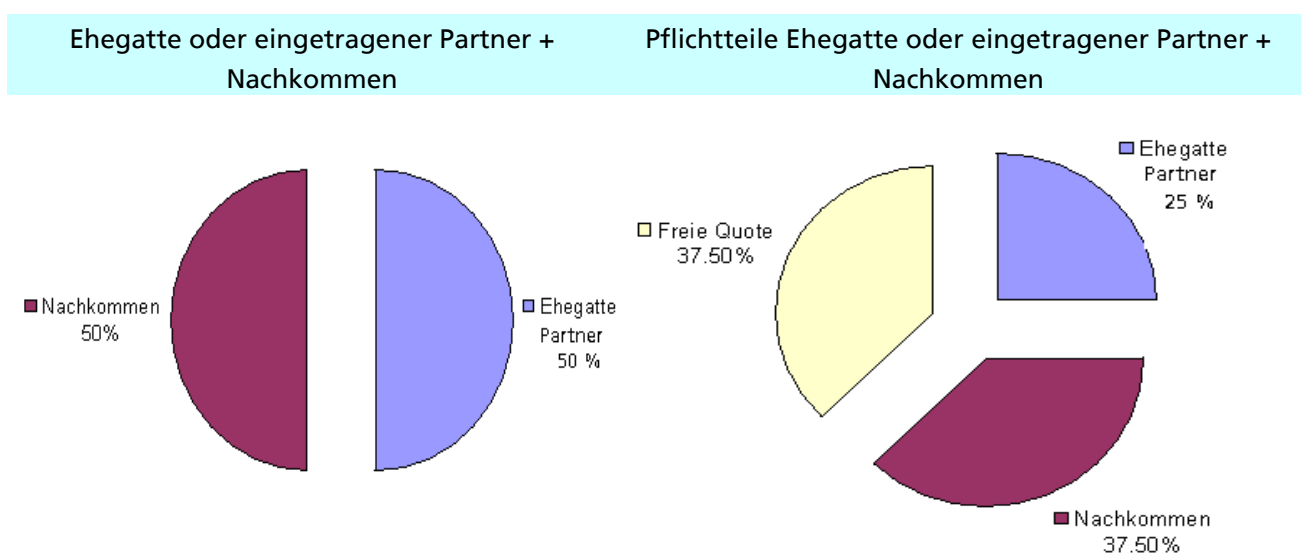 Ehegatte oder eingetragener Partner +
Nachkommen
Pflichtteile Ehegatte oder eingetragener Partner +
Nachkommen
Nachkommen
50%
Ehegatte
Partner
50 %
Freie Quote
37.50%
Ehegatte
Partner
25 %
Nachkommen
37.50%